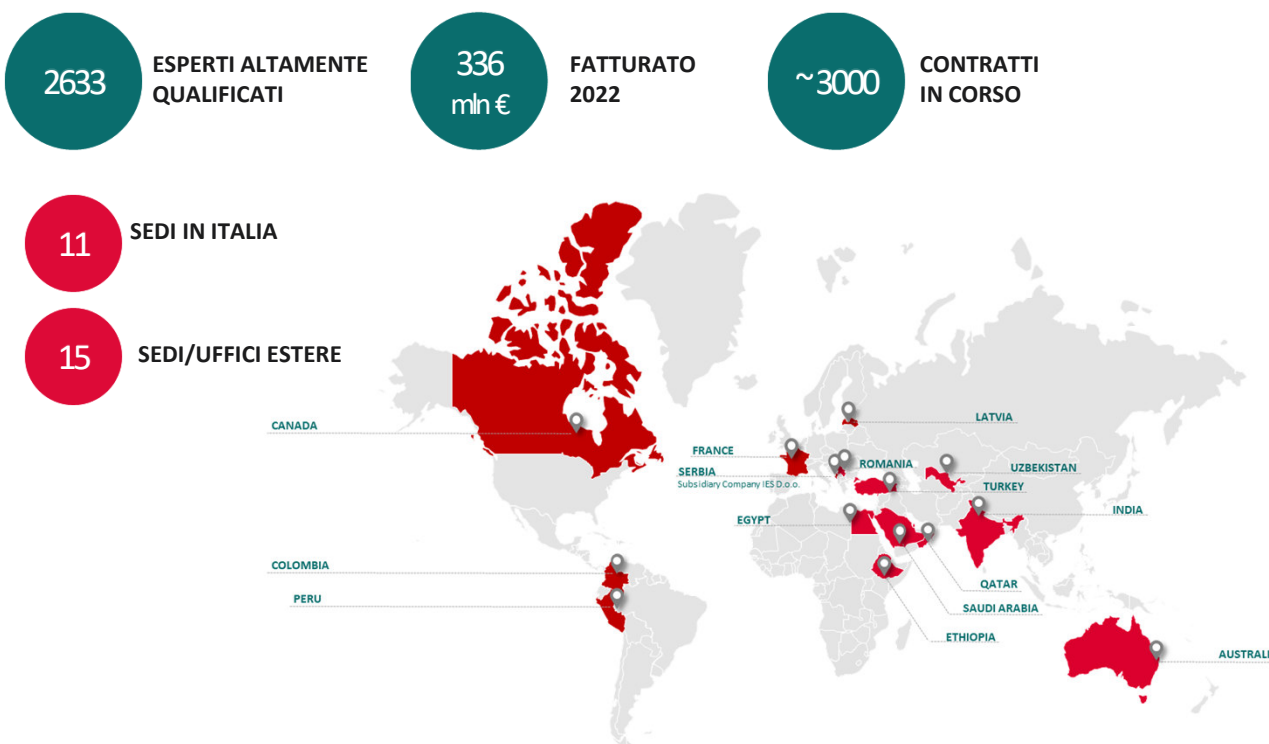 2633
ESPERTI ALTAMENTE
QUALIFICATI
336
mln €
FATTURATO
2022
~3000
CONTRATTI
IN CORSO
11
SEDI IN ITALIA
15
SEDI/UFFICI ESTERE
CANADA
LATVIA
FRANCE
ROMANIA
SERBIA
UZBEKISTAN
Subsidiary Company IES D.o.o.
TURKEY
INDIA
EGYPT
COLOMBIA
QATAR
PERU
SAUDI ARABIA
ETHIOPIA
AUSTRALI